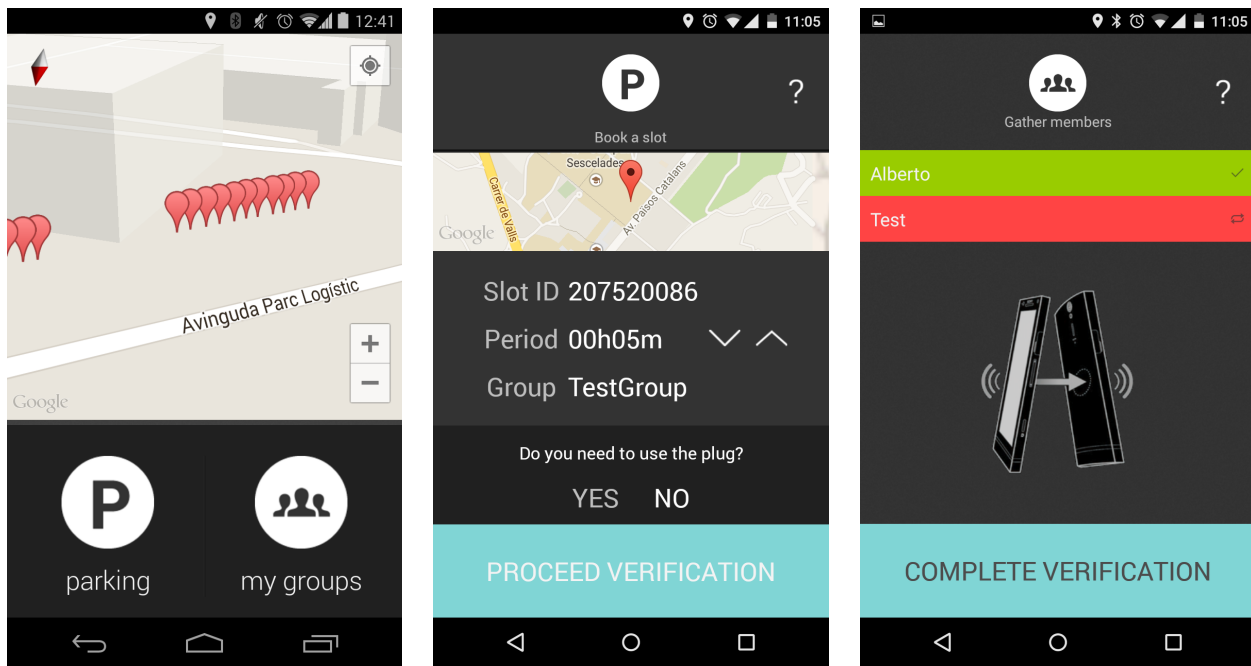 12:41
Avinguda Parc Logístic
+
−
Google
P
parking
my groups
11:05
P
?
Book a slot
Sescelades
Carrer de Valls
Av. Països Catalans
Google
Slot ID 207520086
Period 00h05m
Group TestGroup
Do you need to use the plug?
YES NO
PROCEED VERIFICATION
11:05
?
Gather members
Alberto
Test
COMPLETE VERIFICATION